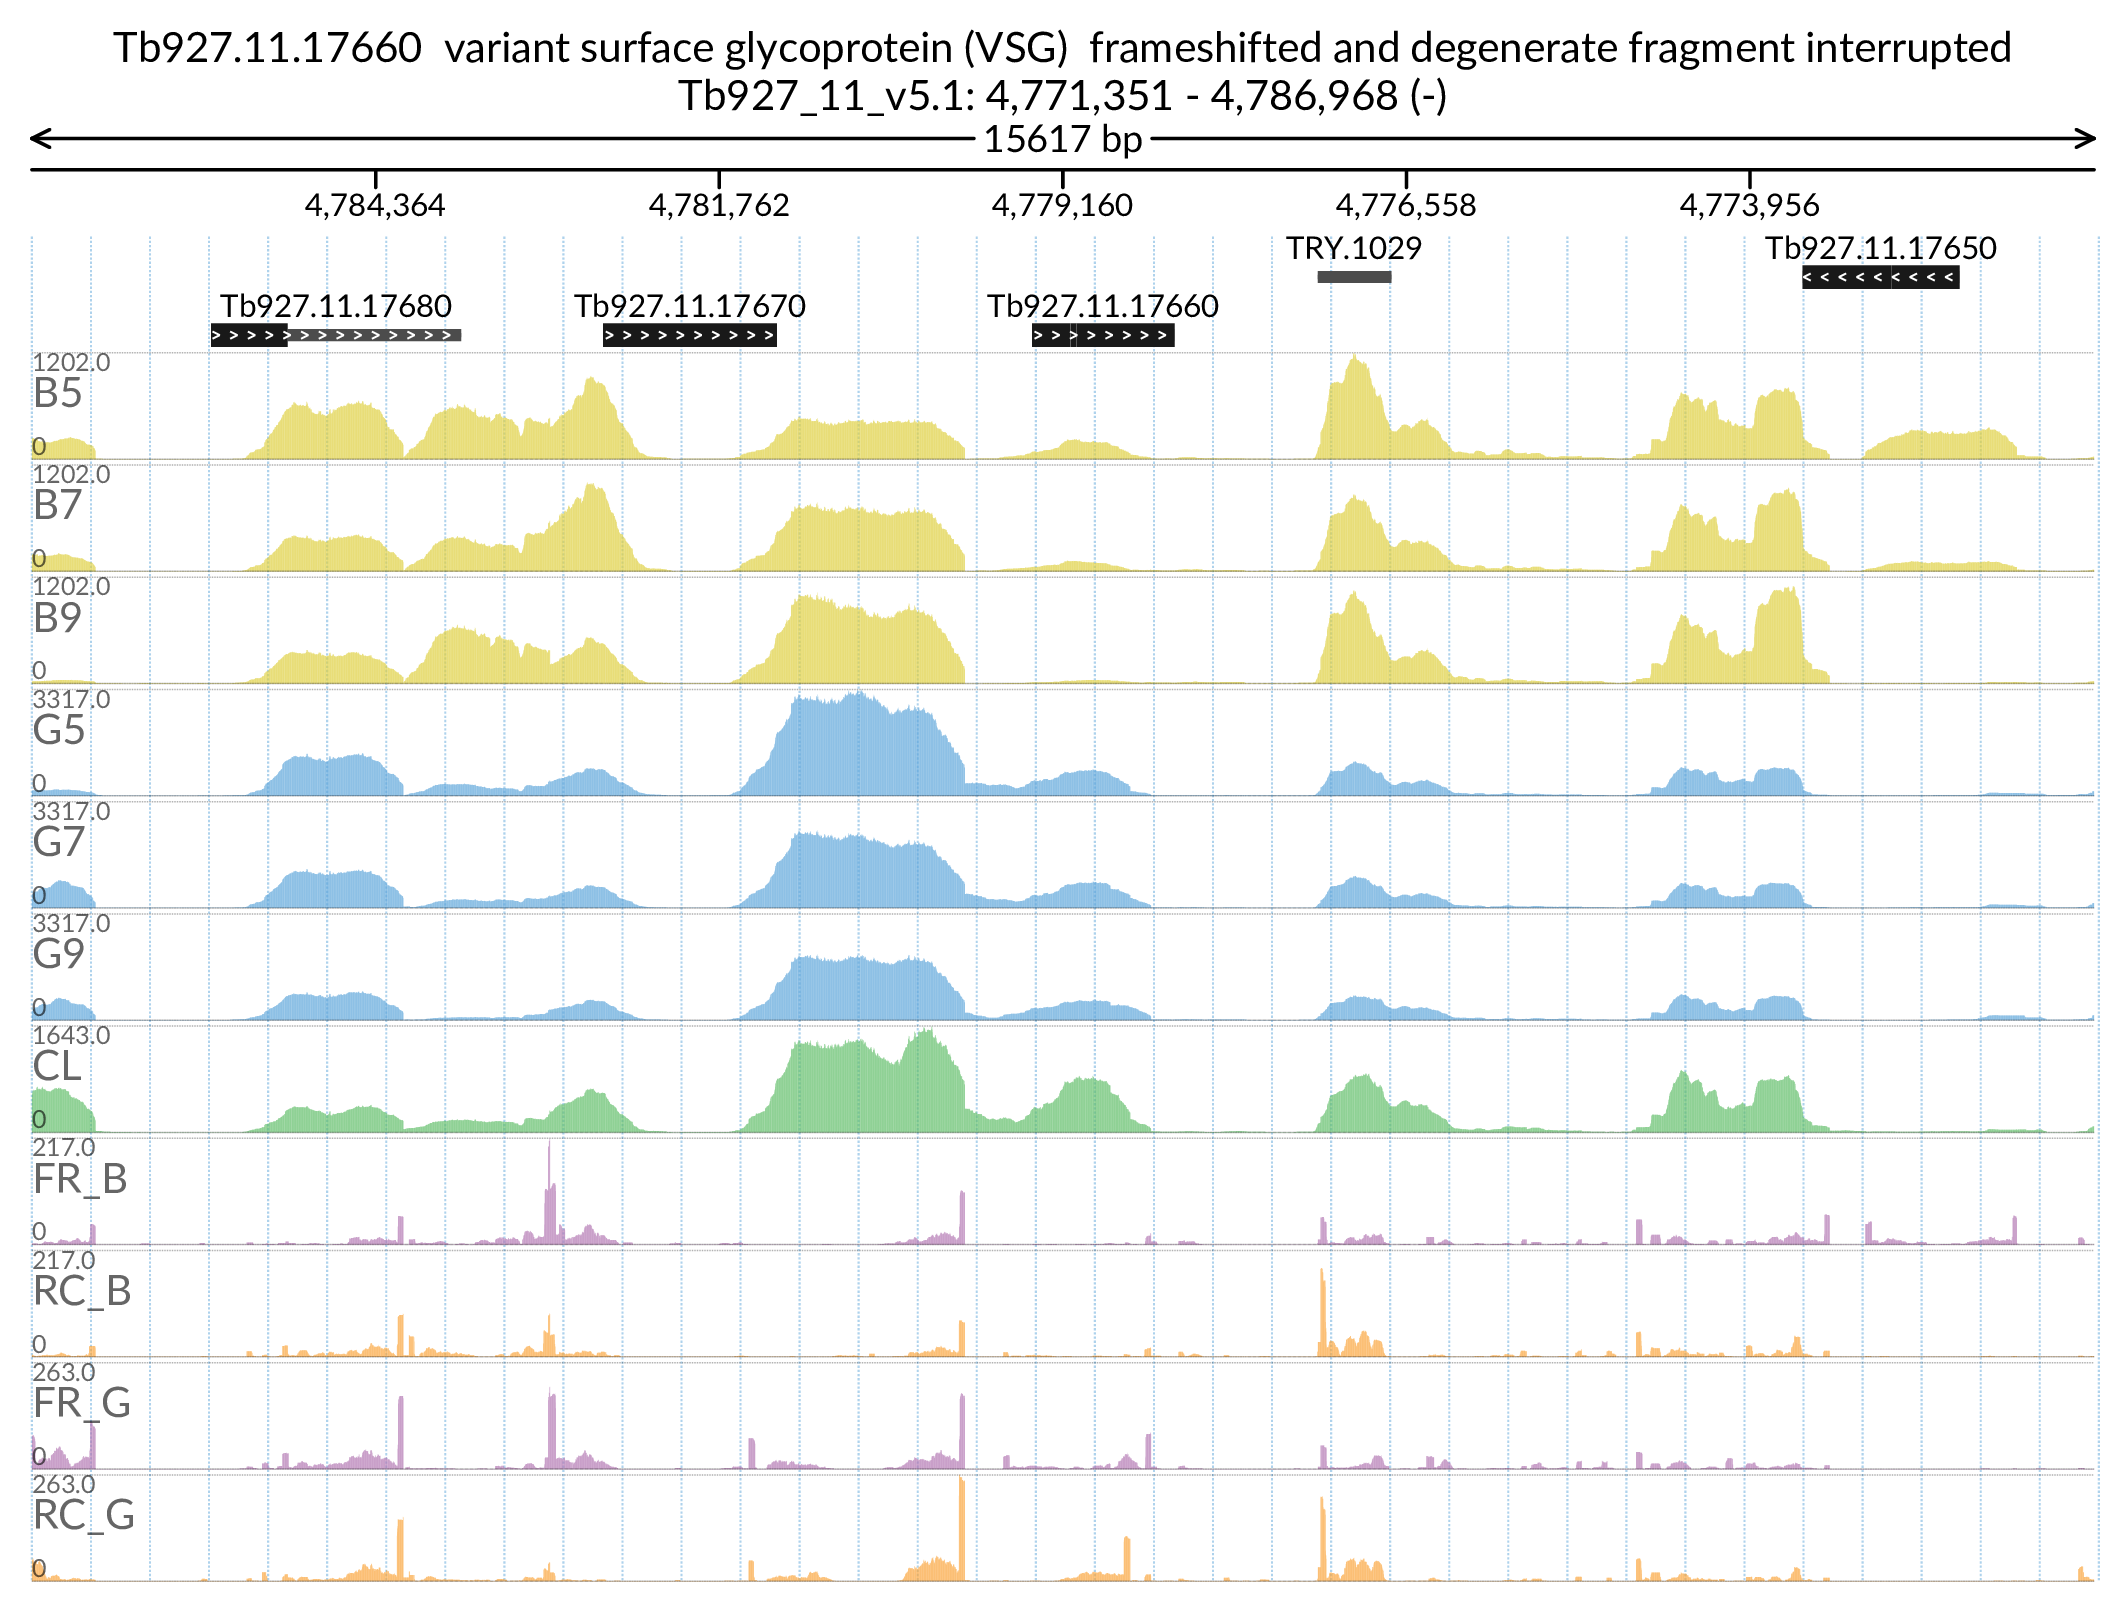 Tb927.11.17660  variant surface glycoprotein (VSG)  frameshifted and degenerate fragment interrupted
Tb927_11_v5.1: 4,771,351 - 4,786,968 (-)
15617 bp
4,784,364 4,781,762 4,779,160 4,776,558 4,773,956
TRY.1029 Tb927.11.17650
Tb927.11.17680 Tb927.11.17670 Tb927.11.17660
1202.0
B5
0
1202.0
B7
0
1202.0
B9
0
3317.0
G5
0
3317.0
G7
0
3317.0
G9
0
1643.0
CL
0
217.0
FR_B
0
217.0
RC_B
0
263.0
FR_G
0
263.0
RC_G
0